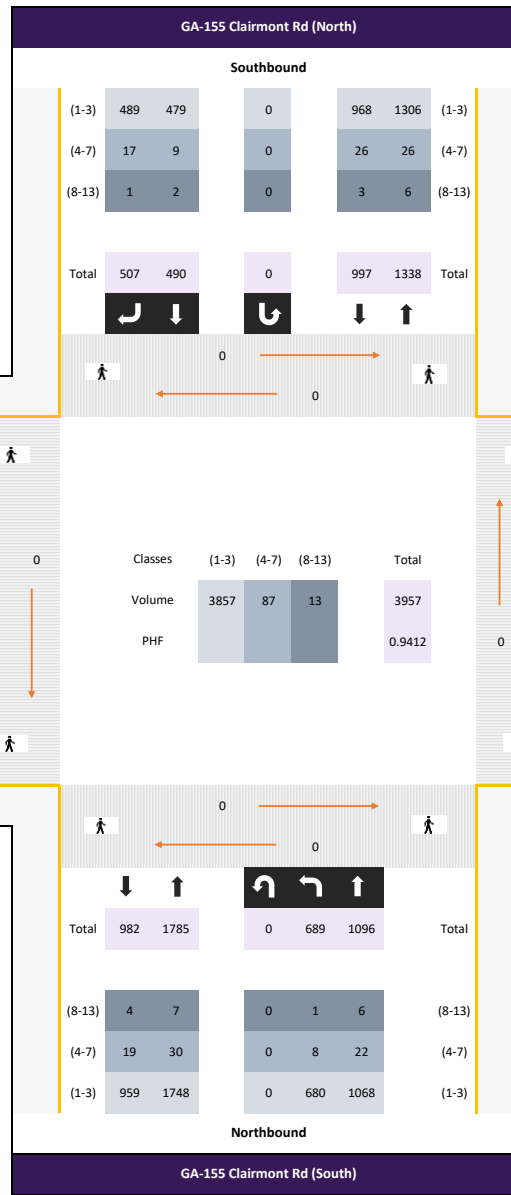 GA-155 Clairmont Rd (North)
Southbound
(1-3) 489 479 0 968 1306 (1-3)
(4-7) 17 9 0 26 26 (4-7)
(8-13) 1 2 0 3 6 (8-13)
Total 507 490 0 997 1338 Total
0
0
0
Classes (1-3) (4-7) (8-13) Total
Volume 3857 87 13 3957
PHF 0.9412
0
0
0
Total 982 1785 0 689 1096 Total
(8-13) 4 7 0 1 6 (8-13)
(4-7) 19 30 0 8 22 (4-7)
(1-3) 959 1748 0 680 1068 (1-3)
Northbound
GA-155 Clairmont Rd (South)